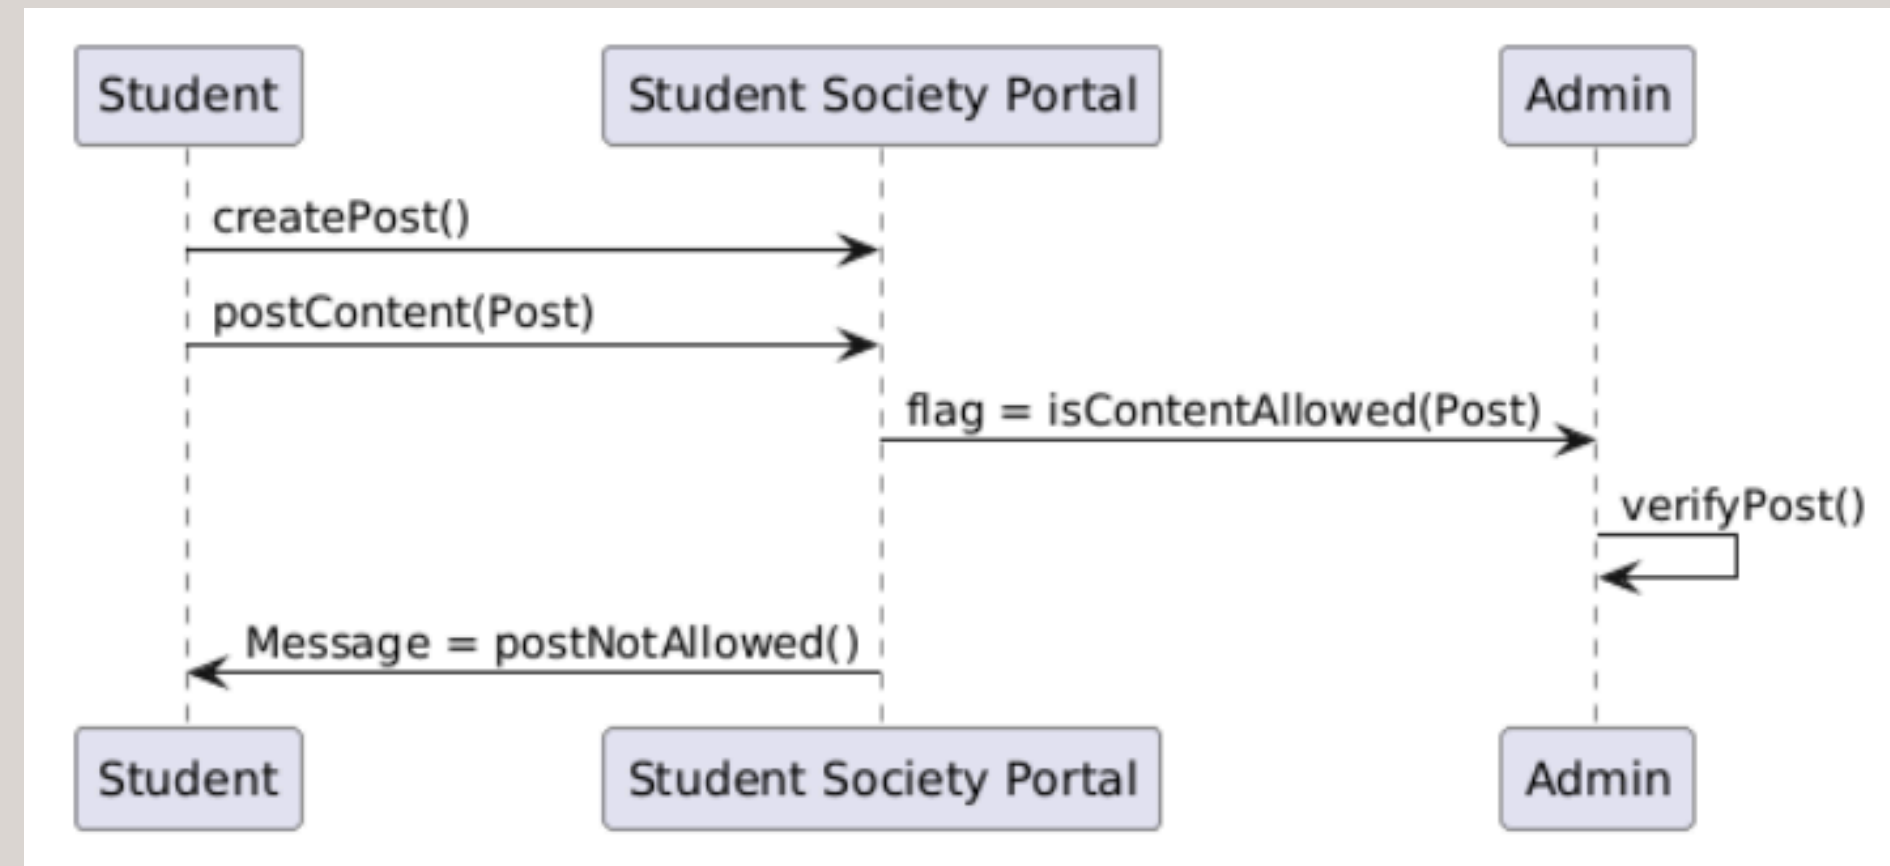 Student
Student Society Portal
Admin
createPost()
postContent(Post)
flag = isContentAllowed(Post)
verifyPost()
Message = postNotAllowed()
Student
Student Society Portal
Admin